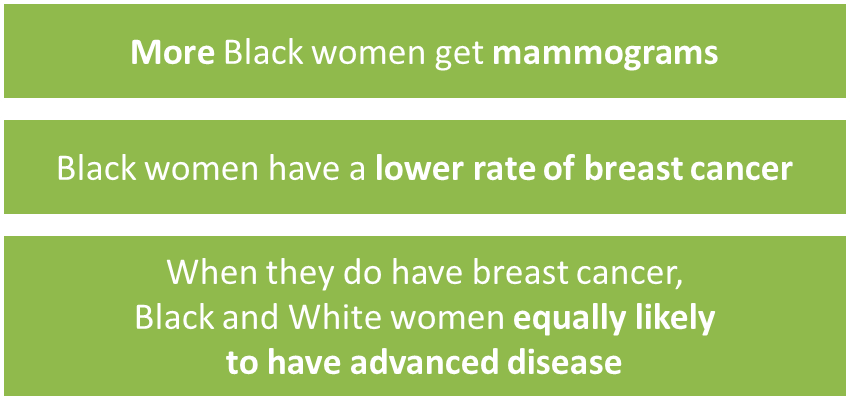 More Black women get mammograms
Black women have a lower rate of breast cancer
When they do have breast cancer,
Black and White women equally likely
to have advanced disease